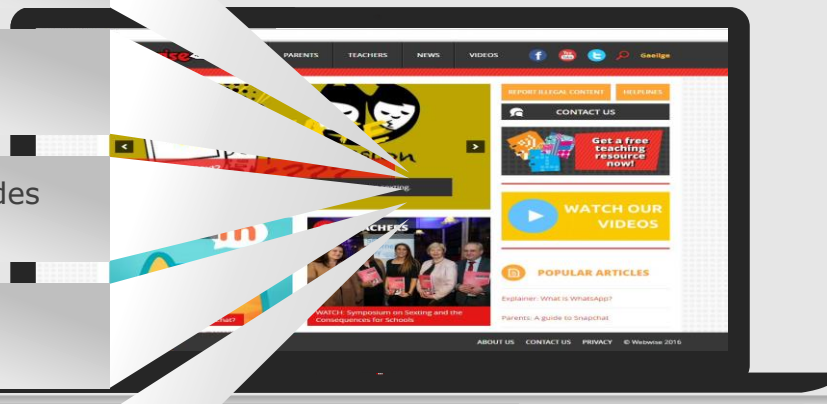 PARENTS TEACHERS NEWS VIDEOS Gaeilge
REPORT ILLEGAL CONTENT HELPLINES
CONTACT US
Get a free
teaching
resource
now!
WATCH OUR
VIDEOS
WATCH: Symposium on Sexting and the
Consequences for Schools
POPULAR ARTICLES
Explainer: What is WhatsApp?
Parents: A guide to Snapchat
ABOUT US CONTACT US PRIVACY © Webwise 2016